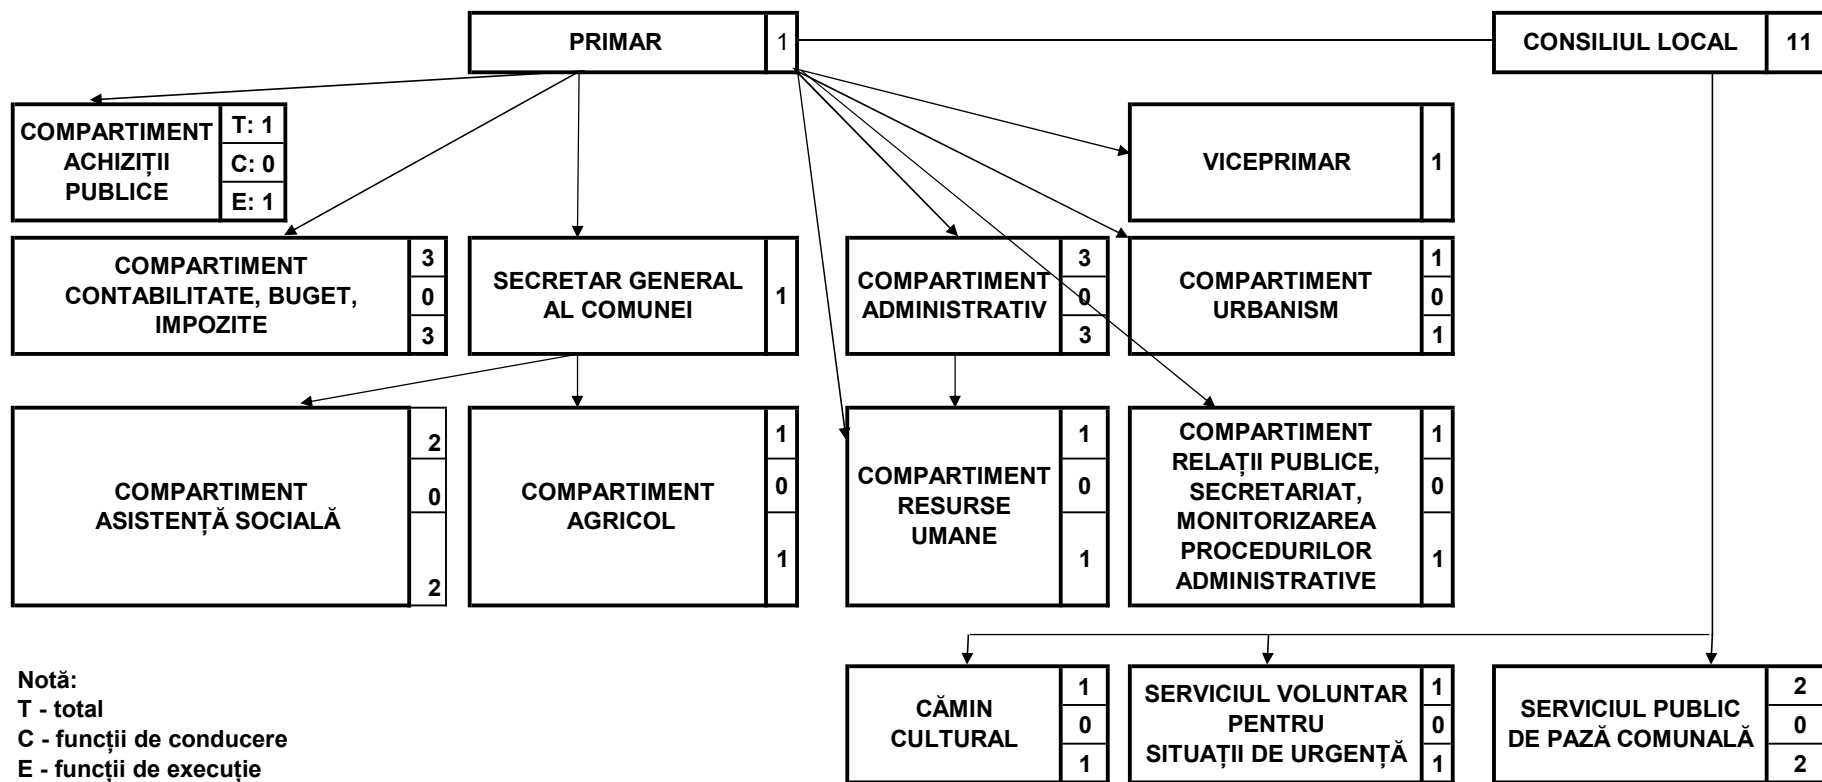 PRIMAR 1
CONSILIUL LOCAL 11
COMPARTIMENT
ACHIZIȚII
PUBLICE
T: 1
C: 0
E: 1
VICEPRIMAR 1
COMPARTIMENT
CONTABILITATE, BUGET,
IMPOZITE
3
0
3
SECRETAR GENERAL
AL COMUNEI
1
COMPARTIMENT
ADMINISTRATIV
3
0
3
COMPARTIMENT
URBANISM
1
0
1
COMPARTIMENT
ASISTENȚĂ SOCIALĂ
2
0
2
COMPARTIMENT
AGRICOL
1
0
1
COMPARTIMENT
RESURSE
UMANE
1
0
1
COMPARTIMENT
RELAȚII PUBLICE,
SECRETARIAT,
MONITORIZAREA
PROCEDURILOR
ADMINISTRATIVE
1
0
1
Notă:
T - total
C - funcții de conducere
E - funcții de execuție
CĂMIN
CULTURAL
1
0
1
SERVICIUL VOLUNTAR
PENTRU
SITUAȚII DE URGENȚĂ
1
0
1
SERVICIUL PUBLIC
DE PAZĂ COMUNALĂ
2
0
2